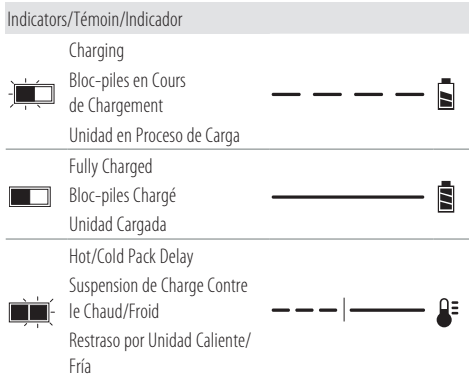 Indicators/Témoin/Indicador
Charging
Bloc-piles en Cours
de Chargement
Unidad en Proceso de Carga
Fully Charged
Bloc-piles Chargé
Unidad Cargada
Hot/Cold Pack Delay
Suspension de Charge Contre
le Chaud/Froid
Restraso por Unidad Caliente/
Fría